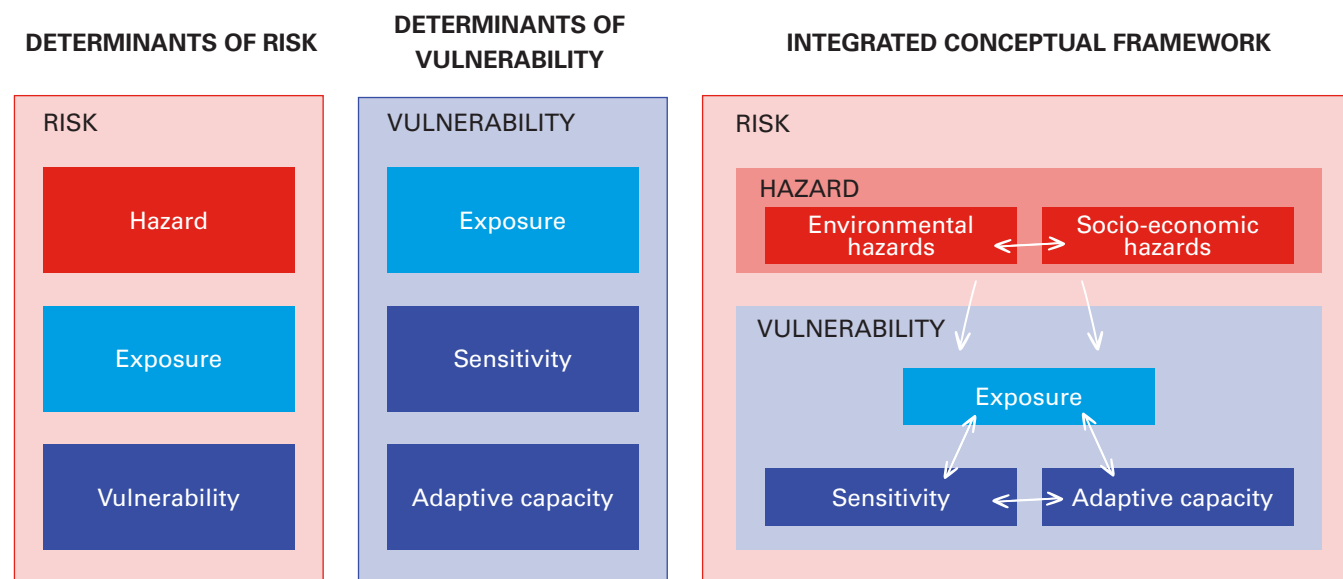 DETERMINANTS OF RISK
RISK
Hazard
Exposure
Vulnerability
DETERMINANTS OF
VULNERABILITY
VULNERABILITY
Exposure
Sensitivity
Adaptive capacity
INTEGRATED CONCEPTUAL FRAMEWORK
RISK
HAZARD
Environmental
hazards
Socio-economic
hazards
VULNERABILITY
Exposure
Sensitivity
Adaptive capacity